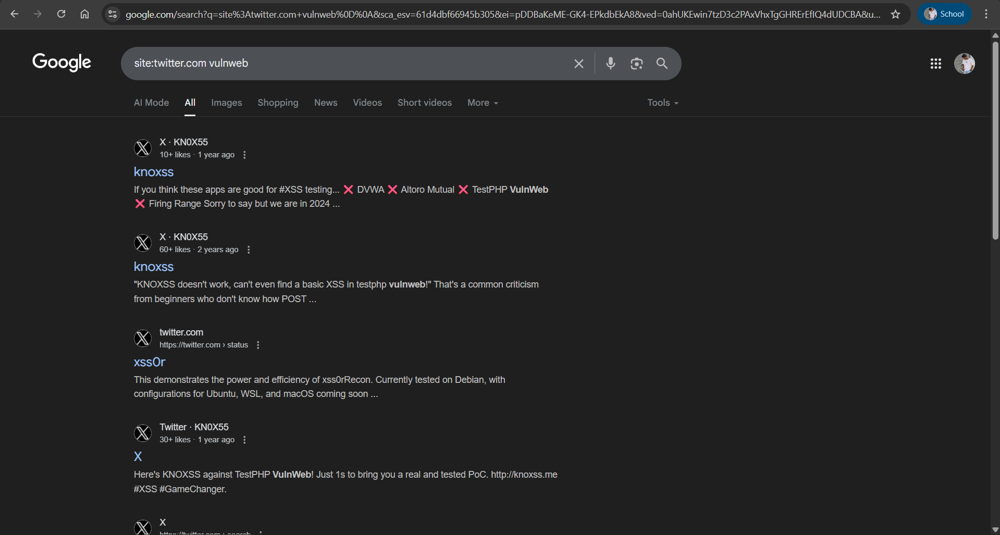 google.com/search?q=site%3Atwitter.com+vulnweb%0D%0A&sca_esv=61d4dbf66945b305&ei=pDDBaKeME-GK4-EPkdbEkA8&ved=0ahUKEwin7tzD3c2PAxVhxTgGHRErEfIQ4dUDCBA&u...
School
Google
site:twitter.com vulnweb
AI Mode
All
Images
Shopping
News
Videos
Short videos
More
Tools
X · KN0X55
10+ likes · 1 year ago
knoxss
If you think these apps are good for #XSS testing... ❌ DVWA ❌ Altoro Mutual ❌ TestPHP VulnWeb
❌ Firing Range Sorry to say but we are in 2024 ...
X · KN0X55
60+ likes · 2 years ago
knoxss
"KNOXSS doesn't work, can't even find a basic XSS in testphp vulnweb!" That's a common criticism
from beginners who don't know how POST ...
twitter.com
https://twitter.com › status
xss0r
This demonstrates the power and efficiency of xss0rRecon. Currently tested on Debian, with
configurations for Ubuntu, WSL, and macOS coming soon ...
Twitter · KN0X55
30+ likes · 1 year ago
X
Here's KNOXSS against TestPHP VulnWeb! Just 1s to bring you a real and tested PoC. http://knoxss.me
#XSS #GameChanger.
X
https://twitter.com › search